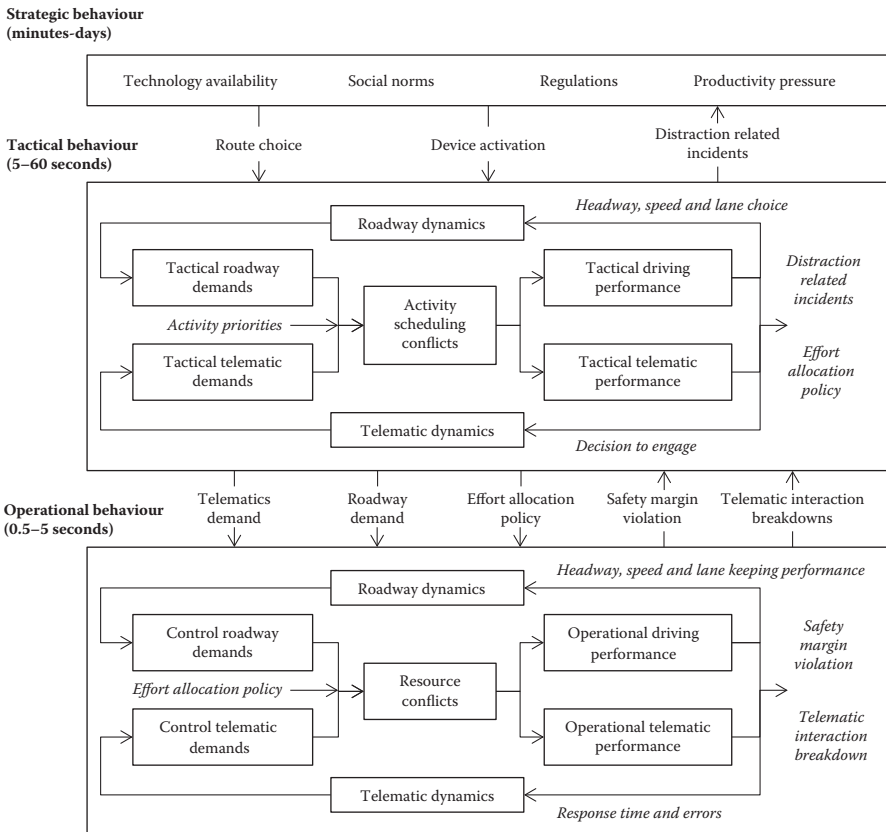 Strategic behaviour
(minutes-days)
Technology availability
Social norms
Regulations
Productivity pressure
Tactical behaviour
(5–60 seconds)
Route choice
Device activation
Distraction related
incidents
Headway, speed and lane choice
Roadway dynamics
Tactical roadway
demands
Tactical driving
performance
Distraction
related
incidents
Activity priorities
Activity
scheduling
conflicts
Tactical telematic
demands
Tactical telematic
performance
Effort
allocation
policy
Telematic dynamics
Decision to engage
Operational behaviour
(0.5–5 seconds)
Telematics
demand
Roadway
demand
Effort allocation
policy
Safety margin
violation
Telematic interaction
breakdowns
Headway, speed and lane keeping performance
Roadway dynamics
Control roadway
demands
Operational driving
performance
Safety
margin
violation
Effort allocation policy
Resource
conflicts
Control telematic
demands
Operational telematic
performance
Telematic
interaction
breakdown
Telematic dynamics
Response time and errors